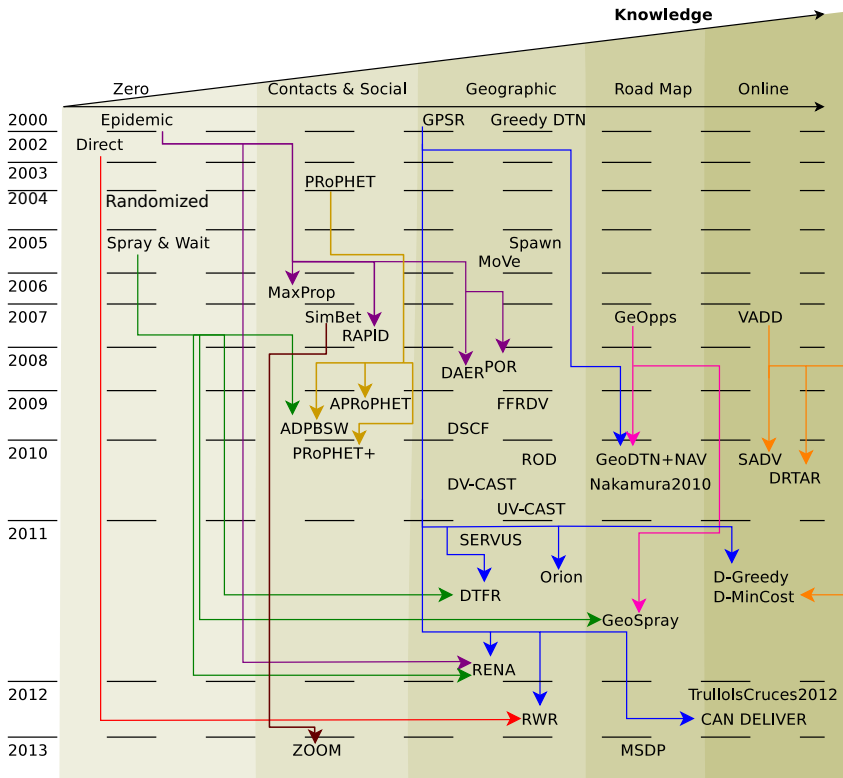 Knowledge
Zero Contacts & Social Geographic Road Map Online
2000 Epidemic GPSR Greedy DTN
2002 Direct
2003
PRoPHET
2004 Randomized
2005 Spray & Wait Spawn
MoVe
2006 MaxProp
2007 SimBet GeOpps VADD
RAPID
2008 DAER POR
2009 APRoPHET FFRDV
ADPBSW DSCF
2010 PRoPHET+ ROD GeoDTN+NAV SADV
DRTAR
DV-CAST Nakamura2010
UV-CAST
2011 SERVUS
Orion D-Greedy
DTFR D-MinCost
GeoSpray
RENA
2012 TrulloIsCruces2012
RWR CAN DELIVER
2013 ZOOM MSDP